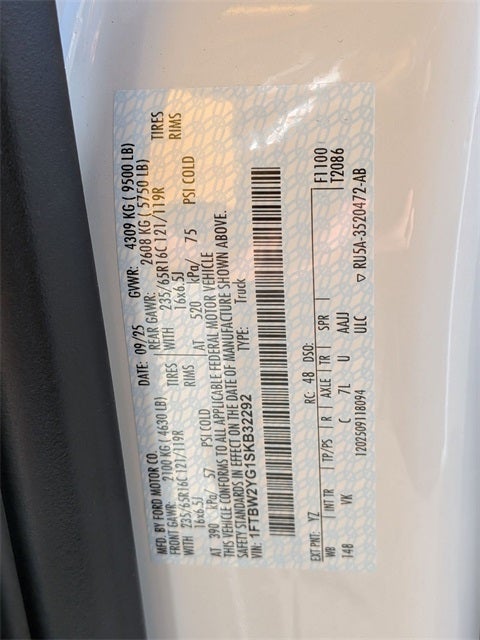 MFD. BY FORD MOTOR CO.
DATE: 09/25 GVWR: 4309 KG ( 9500 LB)
FRONT GAWR: 2100 KG ( 4630 LB) REAR GAWR: 2608 KG ( 5750 LB)
WITH 235/65R16C 121/119R TIRES WITH 235/65R16C 121/119R TIRES
16x6.5J RIMS 16x6.5J RIMS
AT 390 kPa/ 57 PSI COLD AT 520 kPa/ 75 PSI COLD
THIS VEHICLE CONFORMS TO ALL APPLICABLE FEDERAL MOTOR VEHICLE
SAFETY STANDARDS IN EFFECT ON THE DATE OF MANUFACTURE SHOWN ABOVE.
VIN: 1FTBW2YG1SKB32292 TYPE: Truck
EXT PNT: YZ RC: 48 DSO: F1100
WB INT TR TP/PS R AXLE TR SPR T2086
148 VK C 7L U AAJJ
120250911B094 ULC ▽ RU5A-3520472-AB